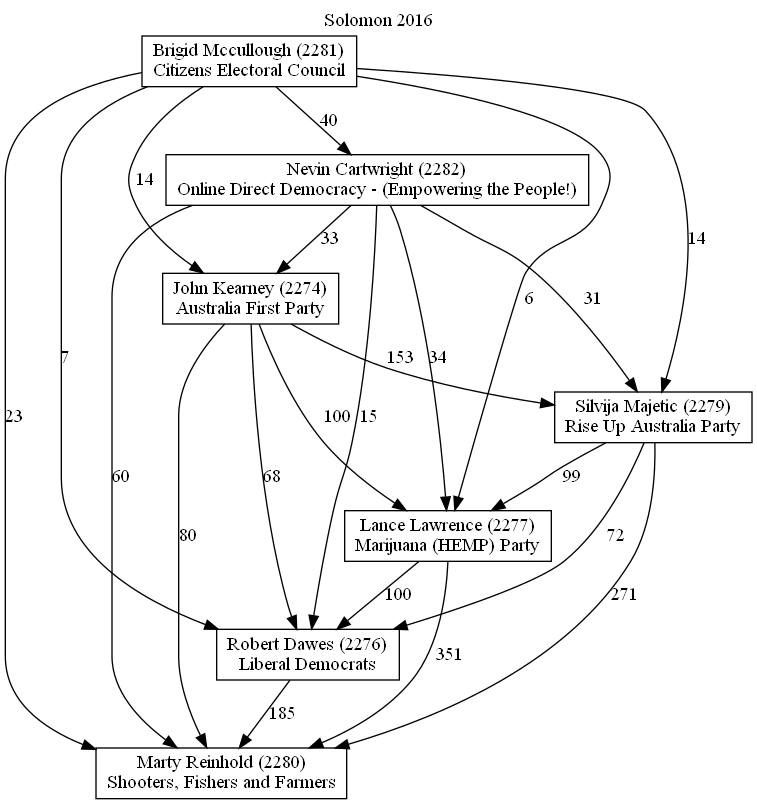 Solomon 2016
Brigid Mccullough (2281)
Citizens Electoral Council
40
Nevin Cartwright (2282)
Online Direct Democracy - (Empowering the People!)
14
33
14
John Kearney (2274)
Australia First Party
6
31
23
7
153
34
Silvija Majetic (2279)
Rise Up Australia Party
100
15
60
68
99
80
Lance Lawrence (2277)
Marijuana (HEMP) Party
72
100
271
Robert Dawes (2276)
Liberal Democrats
351
185
Marty Reinhold (2280)
Shooters, Fishers and Farmers